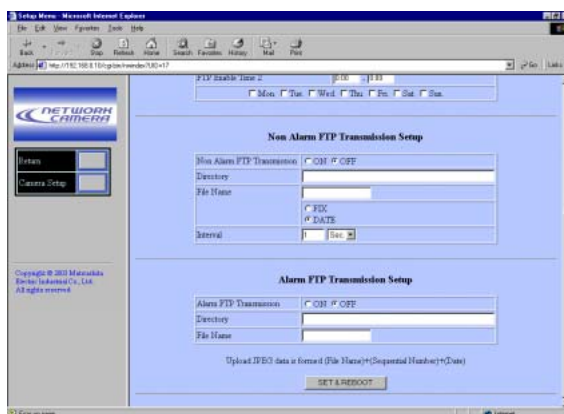 Setup Menu - Microsoft Internet Explorer
File Edit View Favorites Tools Help
Back Stop Refresh Home Search Favorites History Mail Print
Address Go Links
FTP Enable Time 2 0:00 - 0:00
Mon. Tue. Wed. Thu. Fri. Sat. Sun.
NETWORK CAMERA
Return
Camera Setup
Non Alarm FTP Transmission Setup
Non Alarm FTP Transmission ON OFF
Directory
File Name
FIX
DATE
Interval 1 Sec.
Copyright © 2001 Matsushita
Electric Industrial Co., Ltd.
All rights reserved.
Alarm FTP Transmission Setup
Alarm FTP Transmission ON OFF
Directory
File Name
Upload JPEG data is formed (File Name)+(Sequential Number)+(Date)
SET & REBOOT